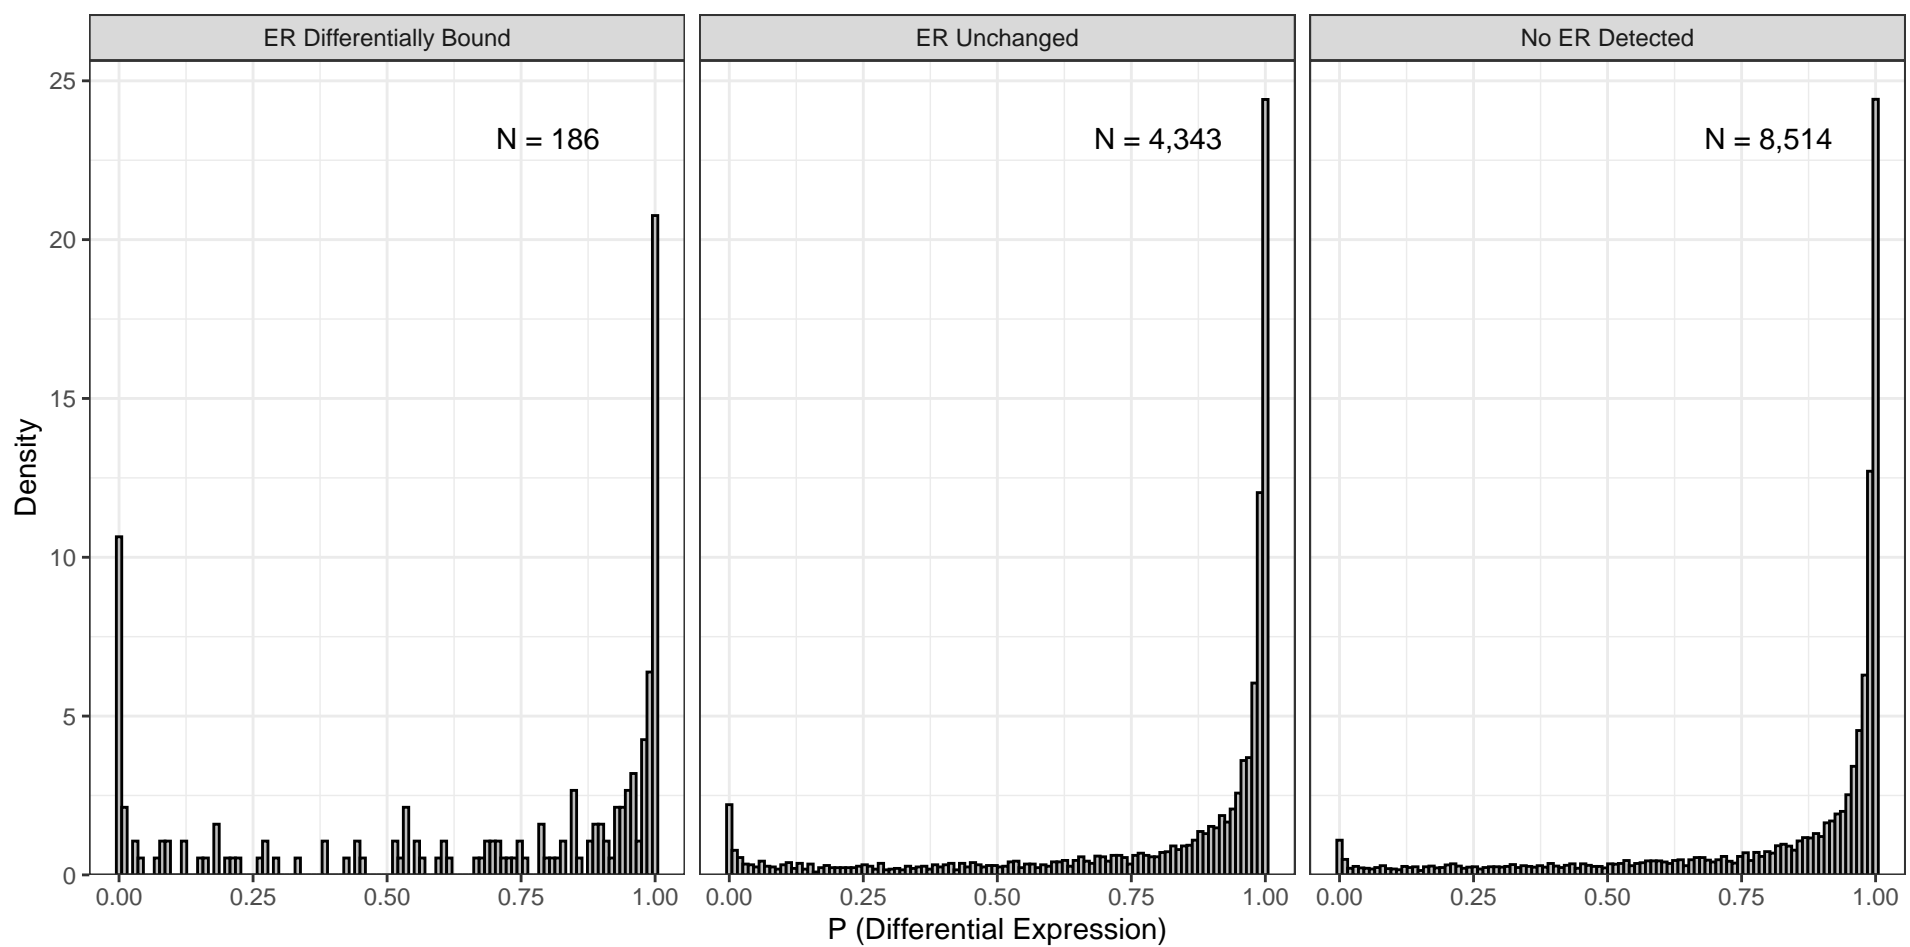 ER Differentially Bound
ER Unchanged
No ER Detected
N = 186
N = 4,343
N = 8,514
Density
25
20
15
10
5
0
0.00 0.25 0.50 0.75 1.00
0.00 0.25 0.50 0.75 1.00
0.00 0.25 0.50 0.75 1.00
P (Differential Expression)